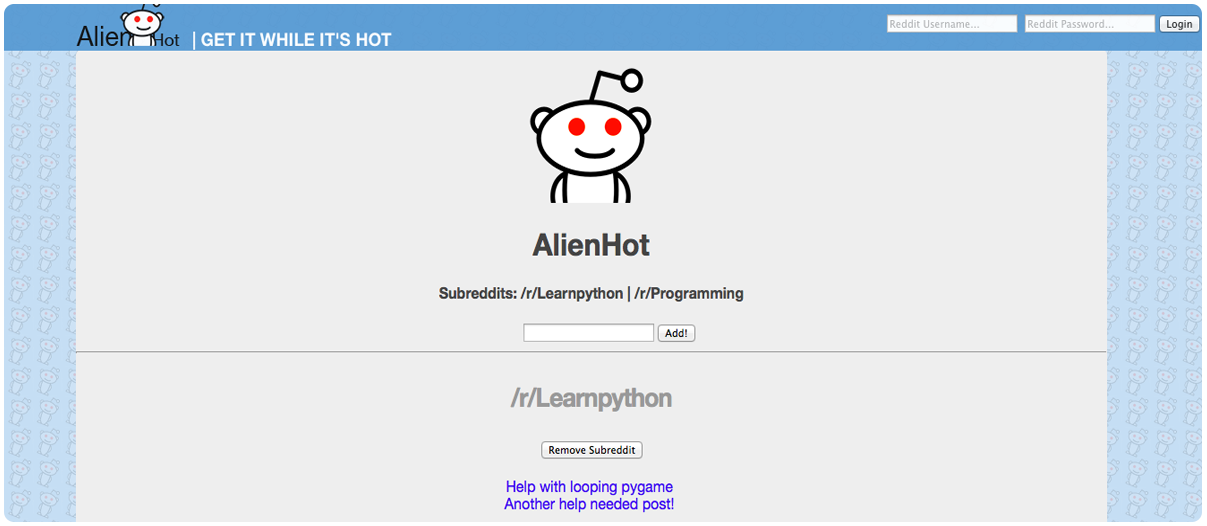 AlienHot | GET IT WHILE IT'S HOT
Reddit Username... Reddit Password... Login
AlienHot
Subreddits: /r/Learnpython | /r/Programming
Add!
/r/Learnpython
Remove Subreddit
Help with looping pygame
Another help needed post!